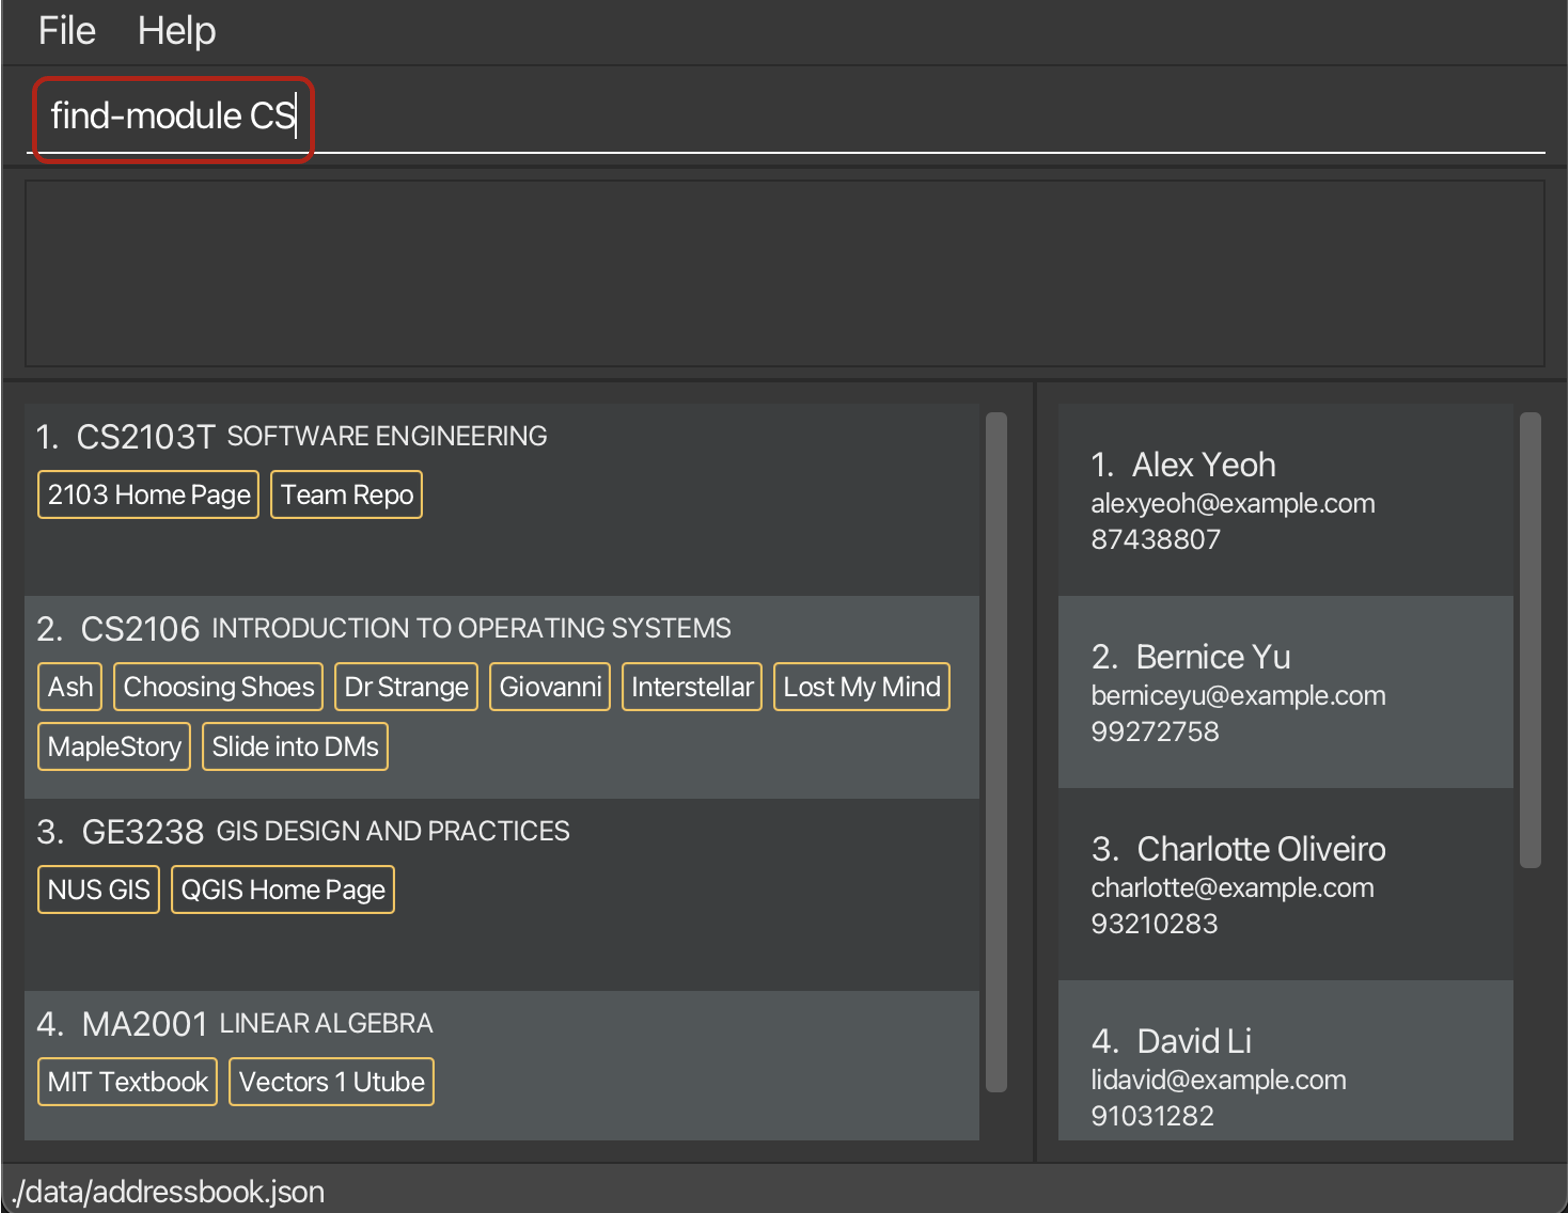 File Help
find-module CS
1. CS2103T SOFTWARE ENGINEERING
2103 Home Page Team Repo
2. CS2106 INTRODUCTION TO OPERATING SYSTEMS
Ash Choosing Shoes Dr Strange Giovanni Interstellar Lost My Mind
MapleStory Slide into DMs
3. GE3238 GIS DESIGN AND PRACTICES
NUS GIS QGIS Home Page
4. MA2001 LINEAR ALGEBRA
MIT Textbook Vectors 1 Utube
1. Alex Yeoh
alexyeoh@example.com
87438807
2. Bernice Yu
berniceyu@example.com
99272758
3. Charlotte Oliveiro
charlotte@example.com
93210283
4. David Li
lidavid@example.com
91031282
./data/addressbook.json